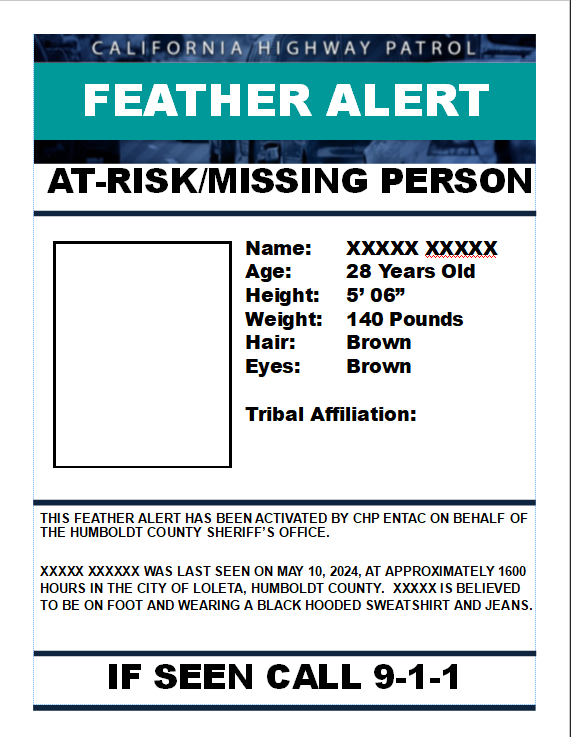 CALIFORNIA HIGHWAY PATROL
FEATHER ALERT
AT-RISK/MISSING PERSON
Name: XXXXX XXXXX
Age: 28 Years Old
Height: 5’ 06”
Weight: 140 Pounds
Hair: Brown
Eyes: Brown
Tribal Affiliation:
THIS FEATHER ALERT HAS BEEN ACTIVATED BY CHP ENTAC ON BEHALF OF
THE HUMBOLDT COUNTY SHERIFF’S OFFICE.
XXXXX XXXXXX WAS LAST SEEN ON MAY 10, 2024, AT APPROXIMATELY 1600
HOURS IN THE CITY OF LOLETA, HUMBOLDT COUNTY. XXXXX IS BELIEVED
TO BE ON FOOT AND WEARING A BLACK HOODED SWEATSHIRT AND JEANS.
IF SEEN CALL 9-1-1